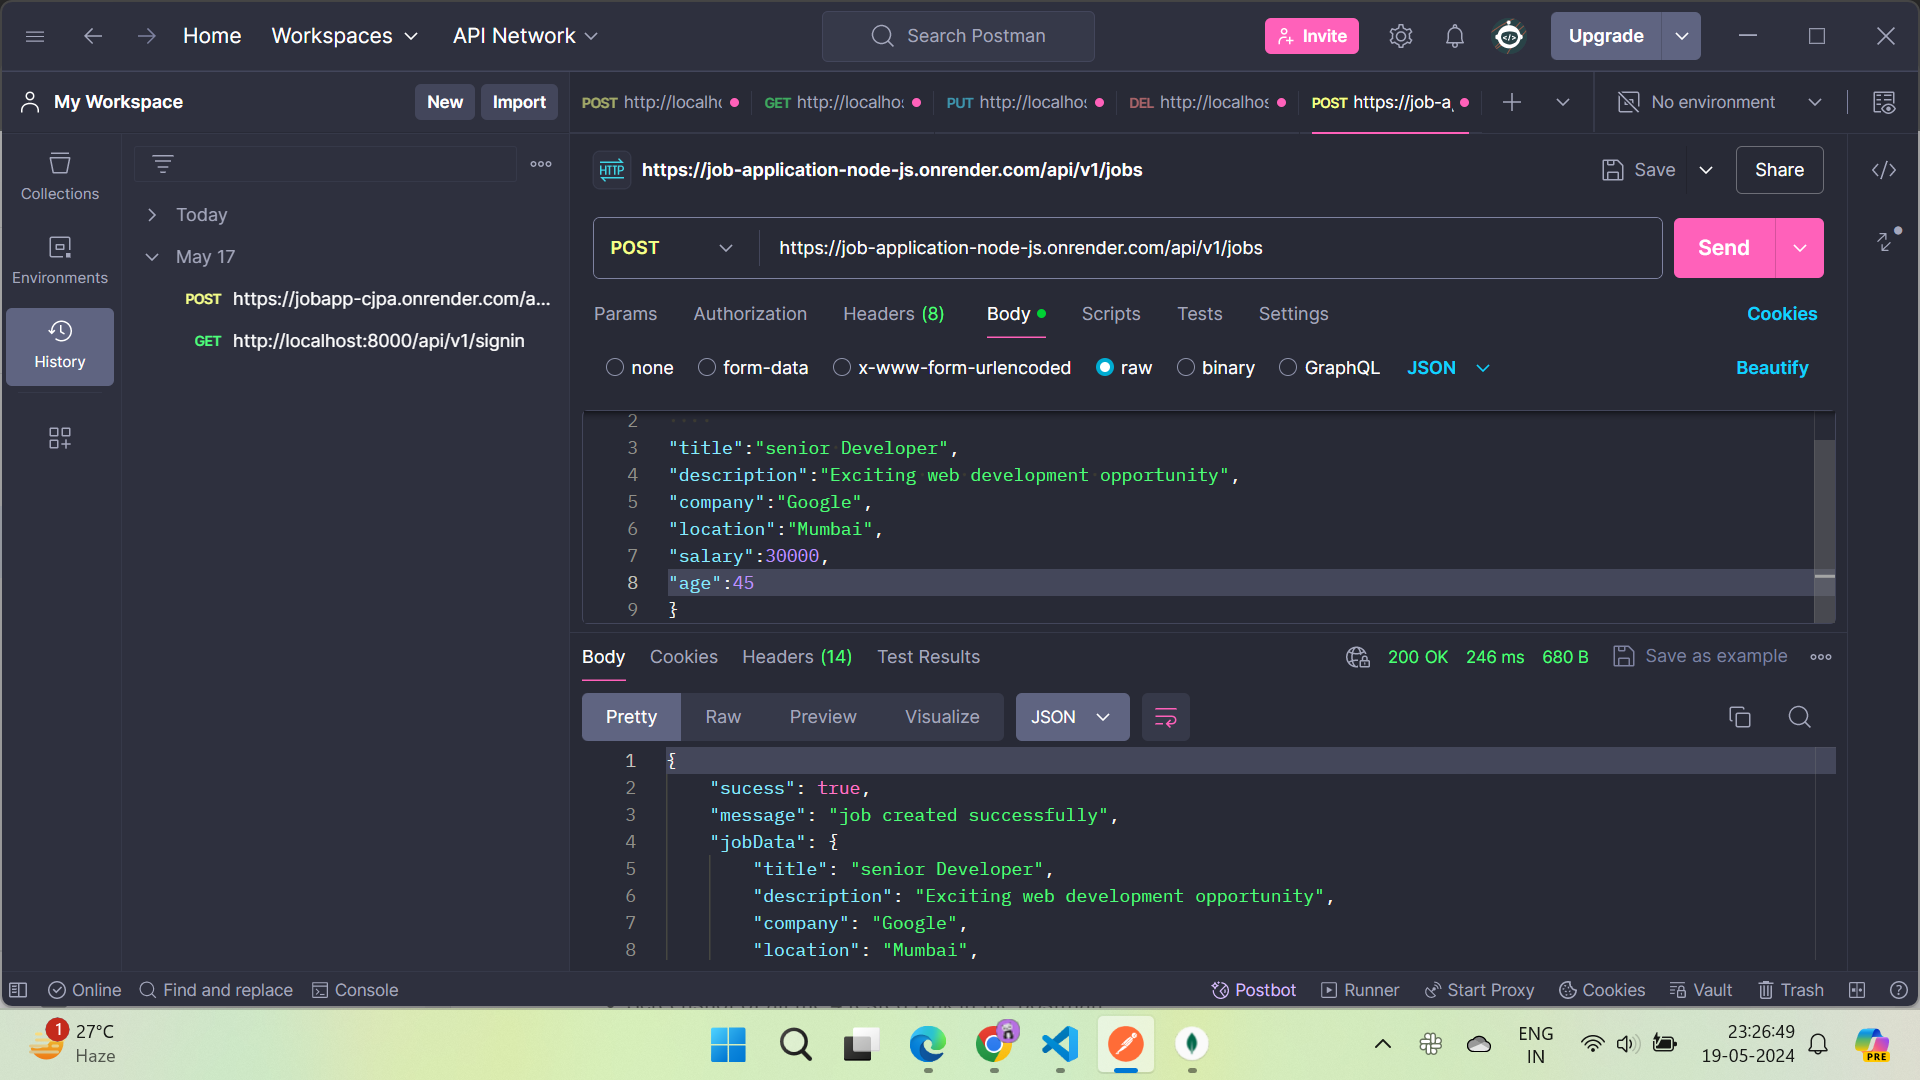 Home
Workspaces
API Network
Search Postman
Invite
Upgrade
My Workspace
New
Import
POST http://localhc
GET http://localhos
PUT http://localhos
DEL http://localhos
POST https://job-a
No environment
Collections
Environments
History
Today
May 17
POST https://jobapp-cjpa.onrender.com/a...
GET http://localhost:8000/api/v1/signin
HTTP
https://job-application-node-js.onrender.com/api/v1/jobs
Save
Share
POST
https://job-application-node-js.onrender.com/api/v1/jobs
Send
Params
Authorization
Headers (8)
Body
Scripts
Tests
Settings
Cookies
none
form-data
x-www-form-urlencoded
raw
binary
GraphQL
JSON
Beautify
2
3 "title":"senior Developer",
4 "description":"Exciting web development opportunity",
5 "company":"Google",
6 "location":"Mumbai",
7 "salary":30000,
8 "age":45
9 }
Body
Cookies
Headers (14)
Test Results
200 OK
246 ms
680 B
Save as example
Pretty
Raw
Preview
Visualize
JSON
1 {
2 "sucess": true,
3 "message": "job created successfully",
4 "jobData": {
5 "title": "senior Developer",
6 "description": "Exciting web development opportunity",
7 "company": "Google",
8 "location": "Mumbai",
Online
Find and replace
Console
Postbot
Runner
Start Proxy
Cookies
Vault
Trash
1
27°C
Haze
ENG
IN
23:26:49
19-05-2024
PRE